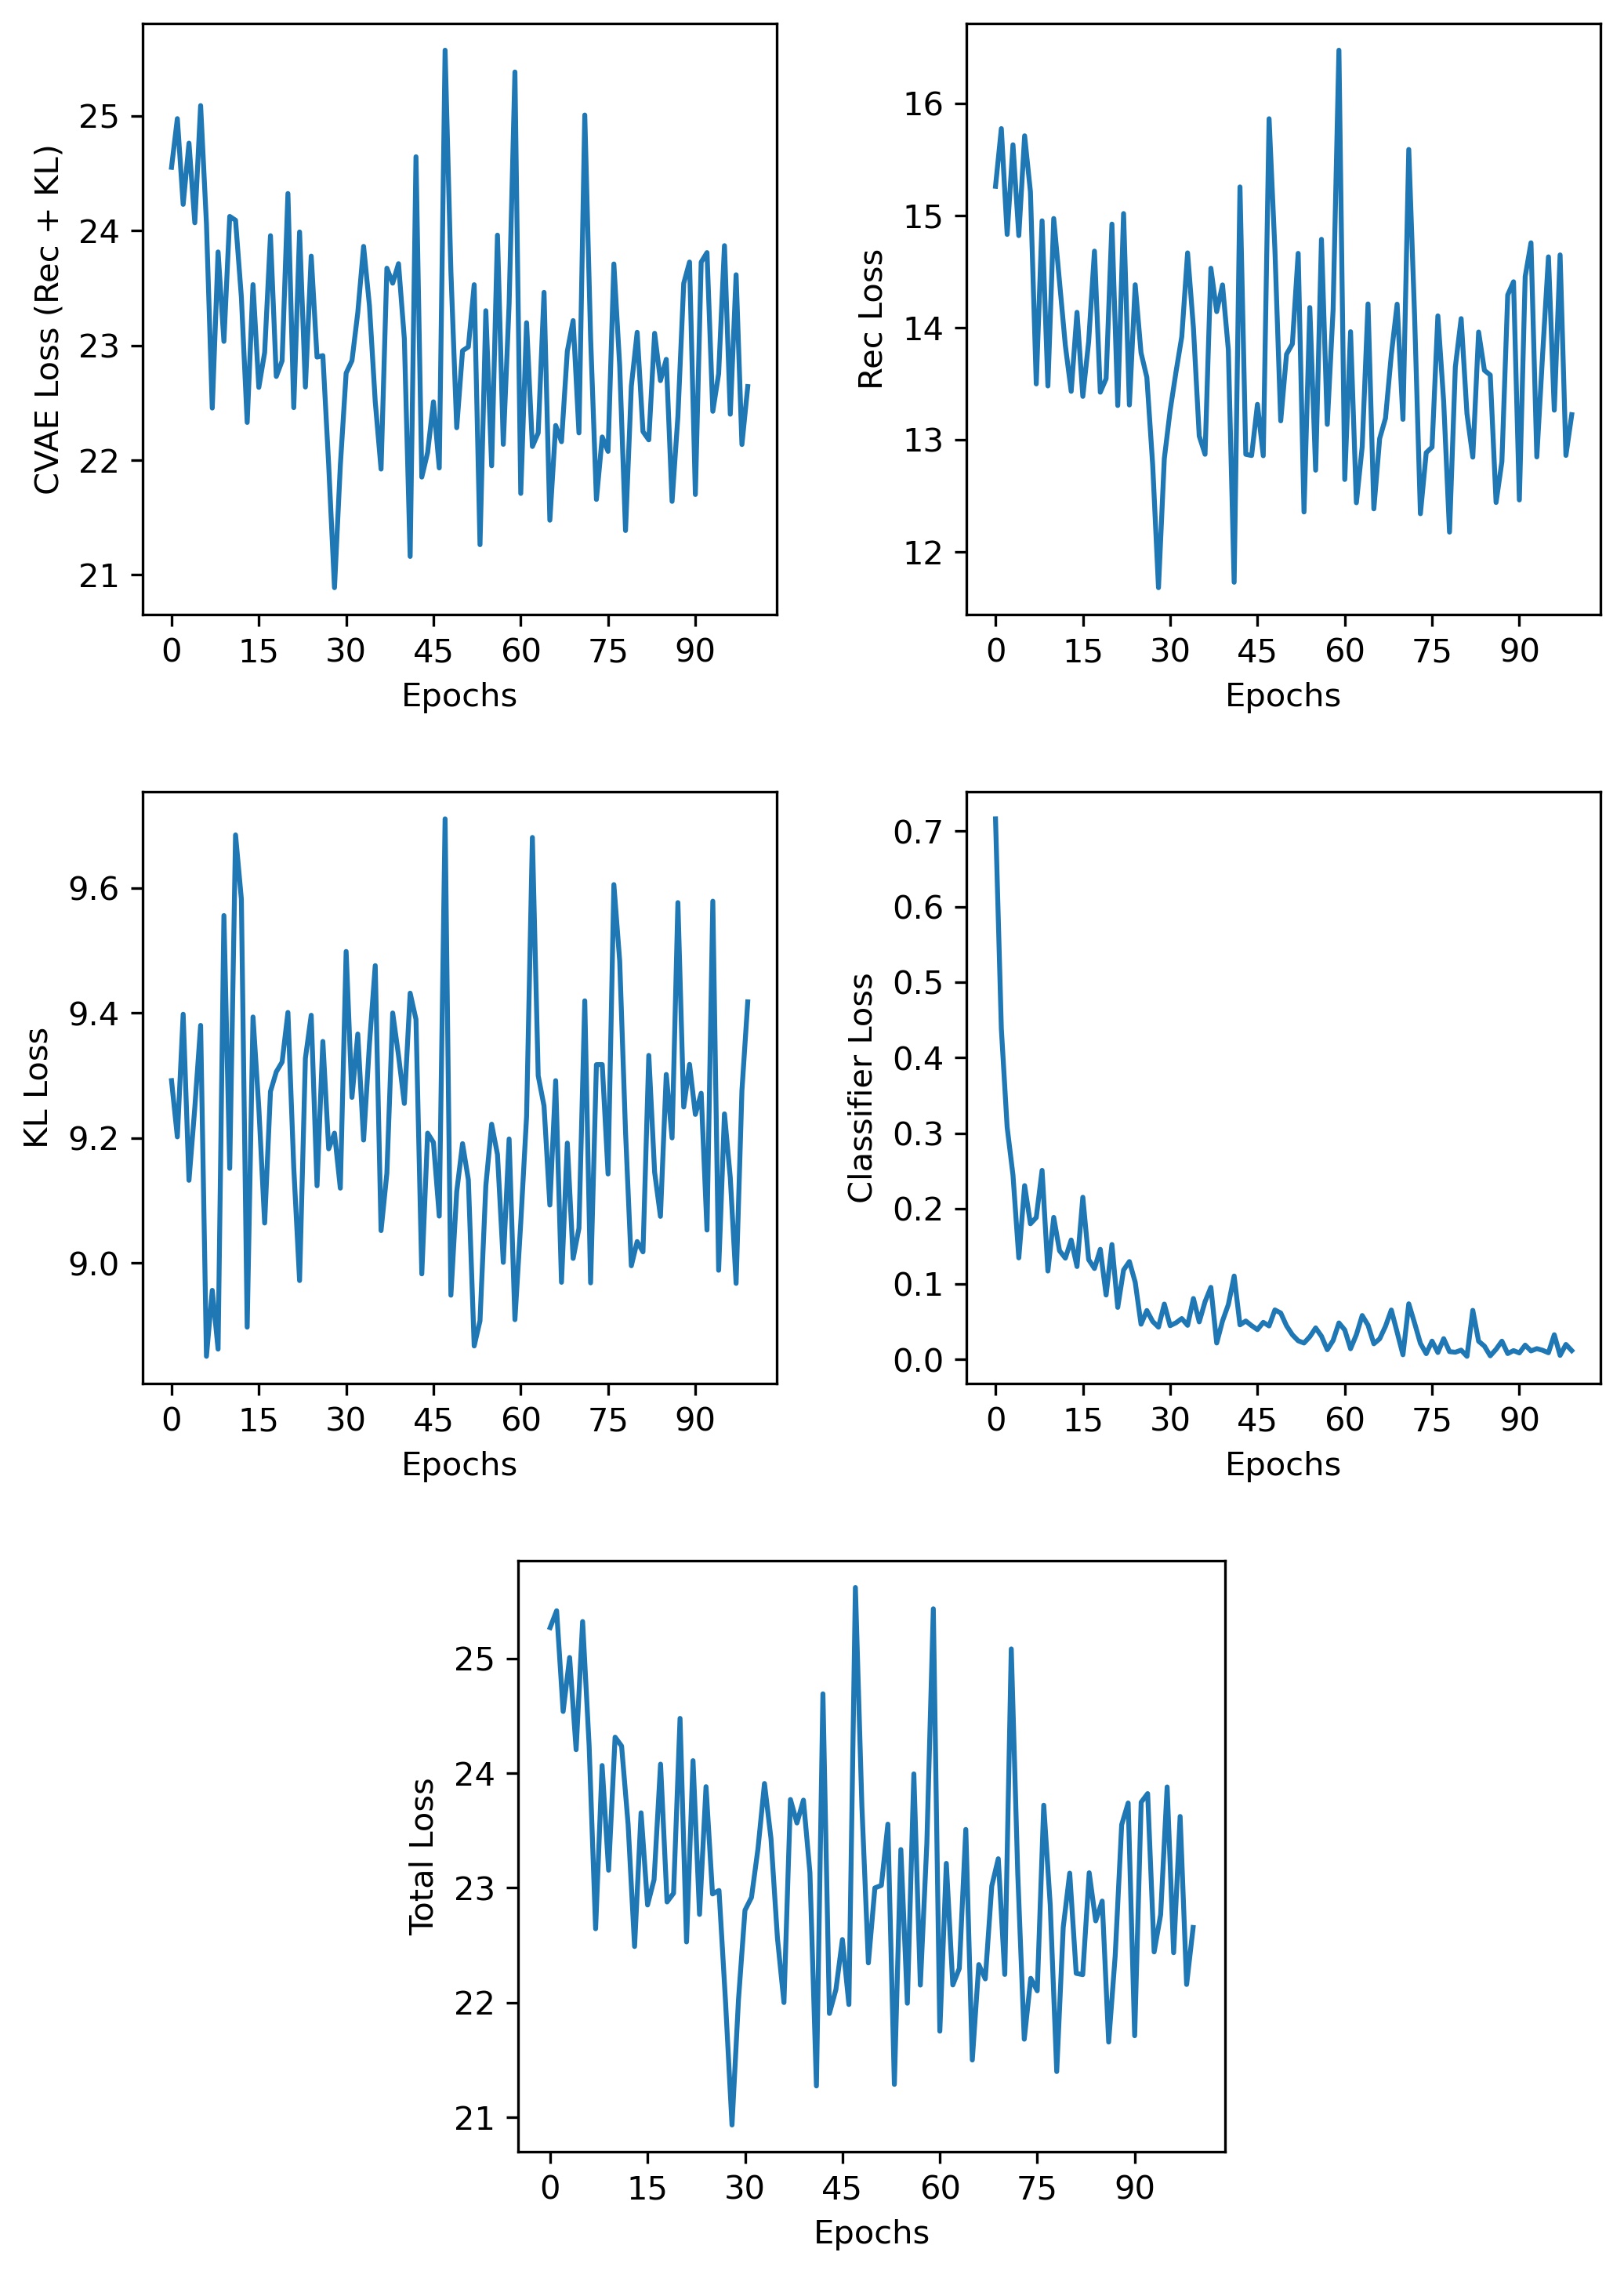 CVAE Loss (Rec + KL)
25
24
23
22
21
0 15 30 45 60 75 90
Epochs
Rec Loss
16
15
14
13
12
0 15 30 45 60 75 90
Epochs
KL Loss
9.6
9.4
9.2
9.0
0 15 30 45 60 75 90
Epochs
Classifier Loss
0.7
0.6
0.5
0.4
0.3
0.2
0.1
0.0
0 15 30 45 60 75 90
Epochs
Total Loss
25
24
23
22
21
0 15 30 45 60 75 90
Epochs